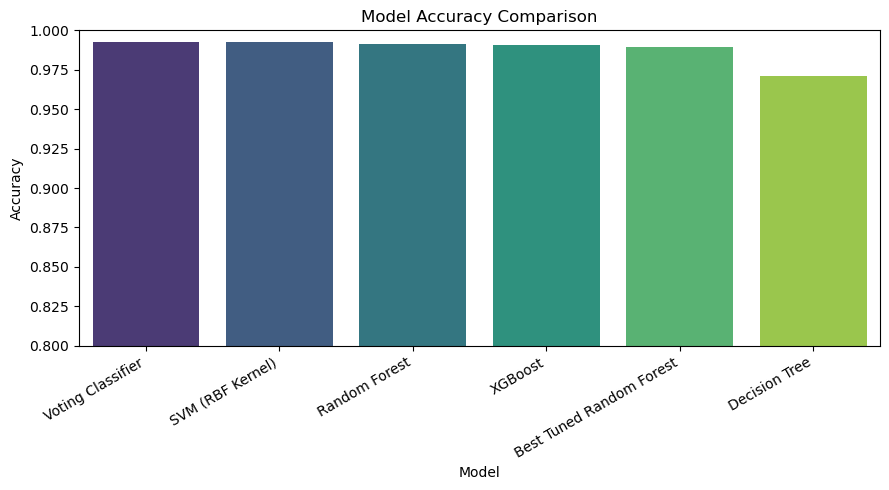 Model Accuracy Comparison
Accuracy
1.000
0.975
0.950
0.925
0.900
0.875
0.850
0.825
0.800
Voting Classifier
SVM (RBF Kernel)
Random Forest
XGBoost
Best Tuned Random Forest
Decision Tree
Model